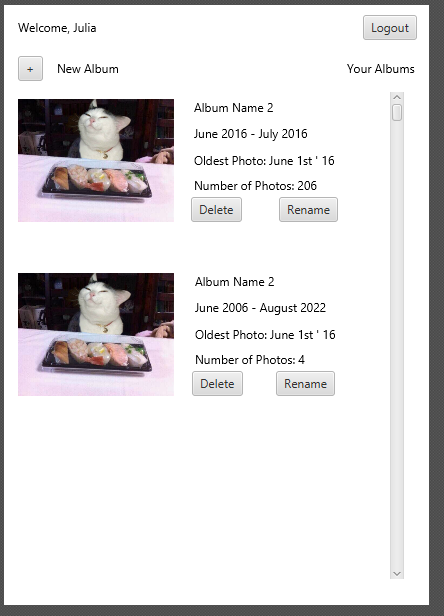 Welcome, Julia
Logout
+ New Album
Your Albums
Album Name 2
June 2016 - July 2016
Oldest Photo: June 1st ' 16
Number of Photos: 206
Delete Rename
Album Name 2
June 2006 - August 2022
Oldest Photo: June 1st ' 16
Number of Photos: 4
Delete Rename